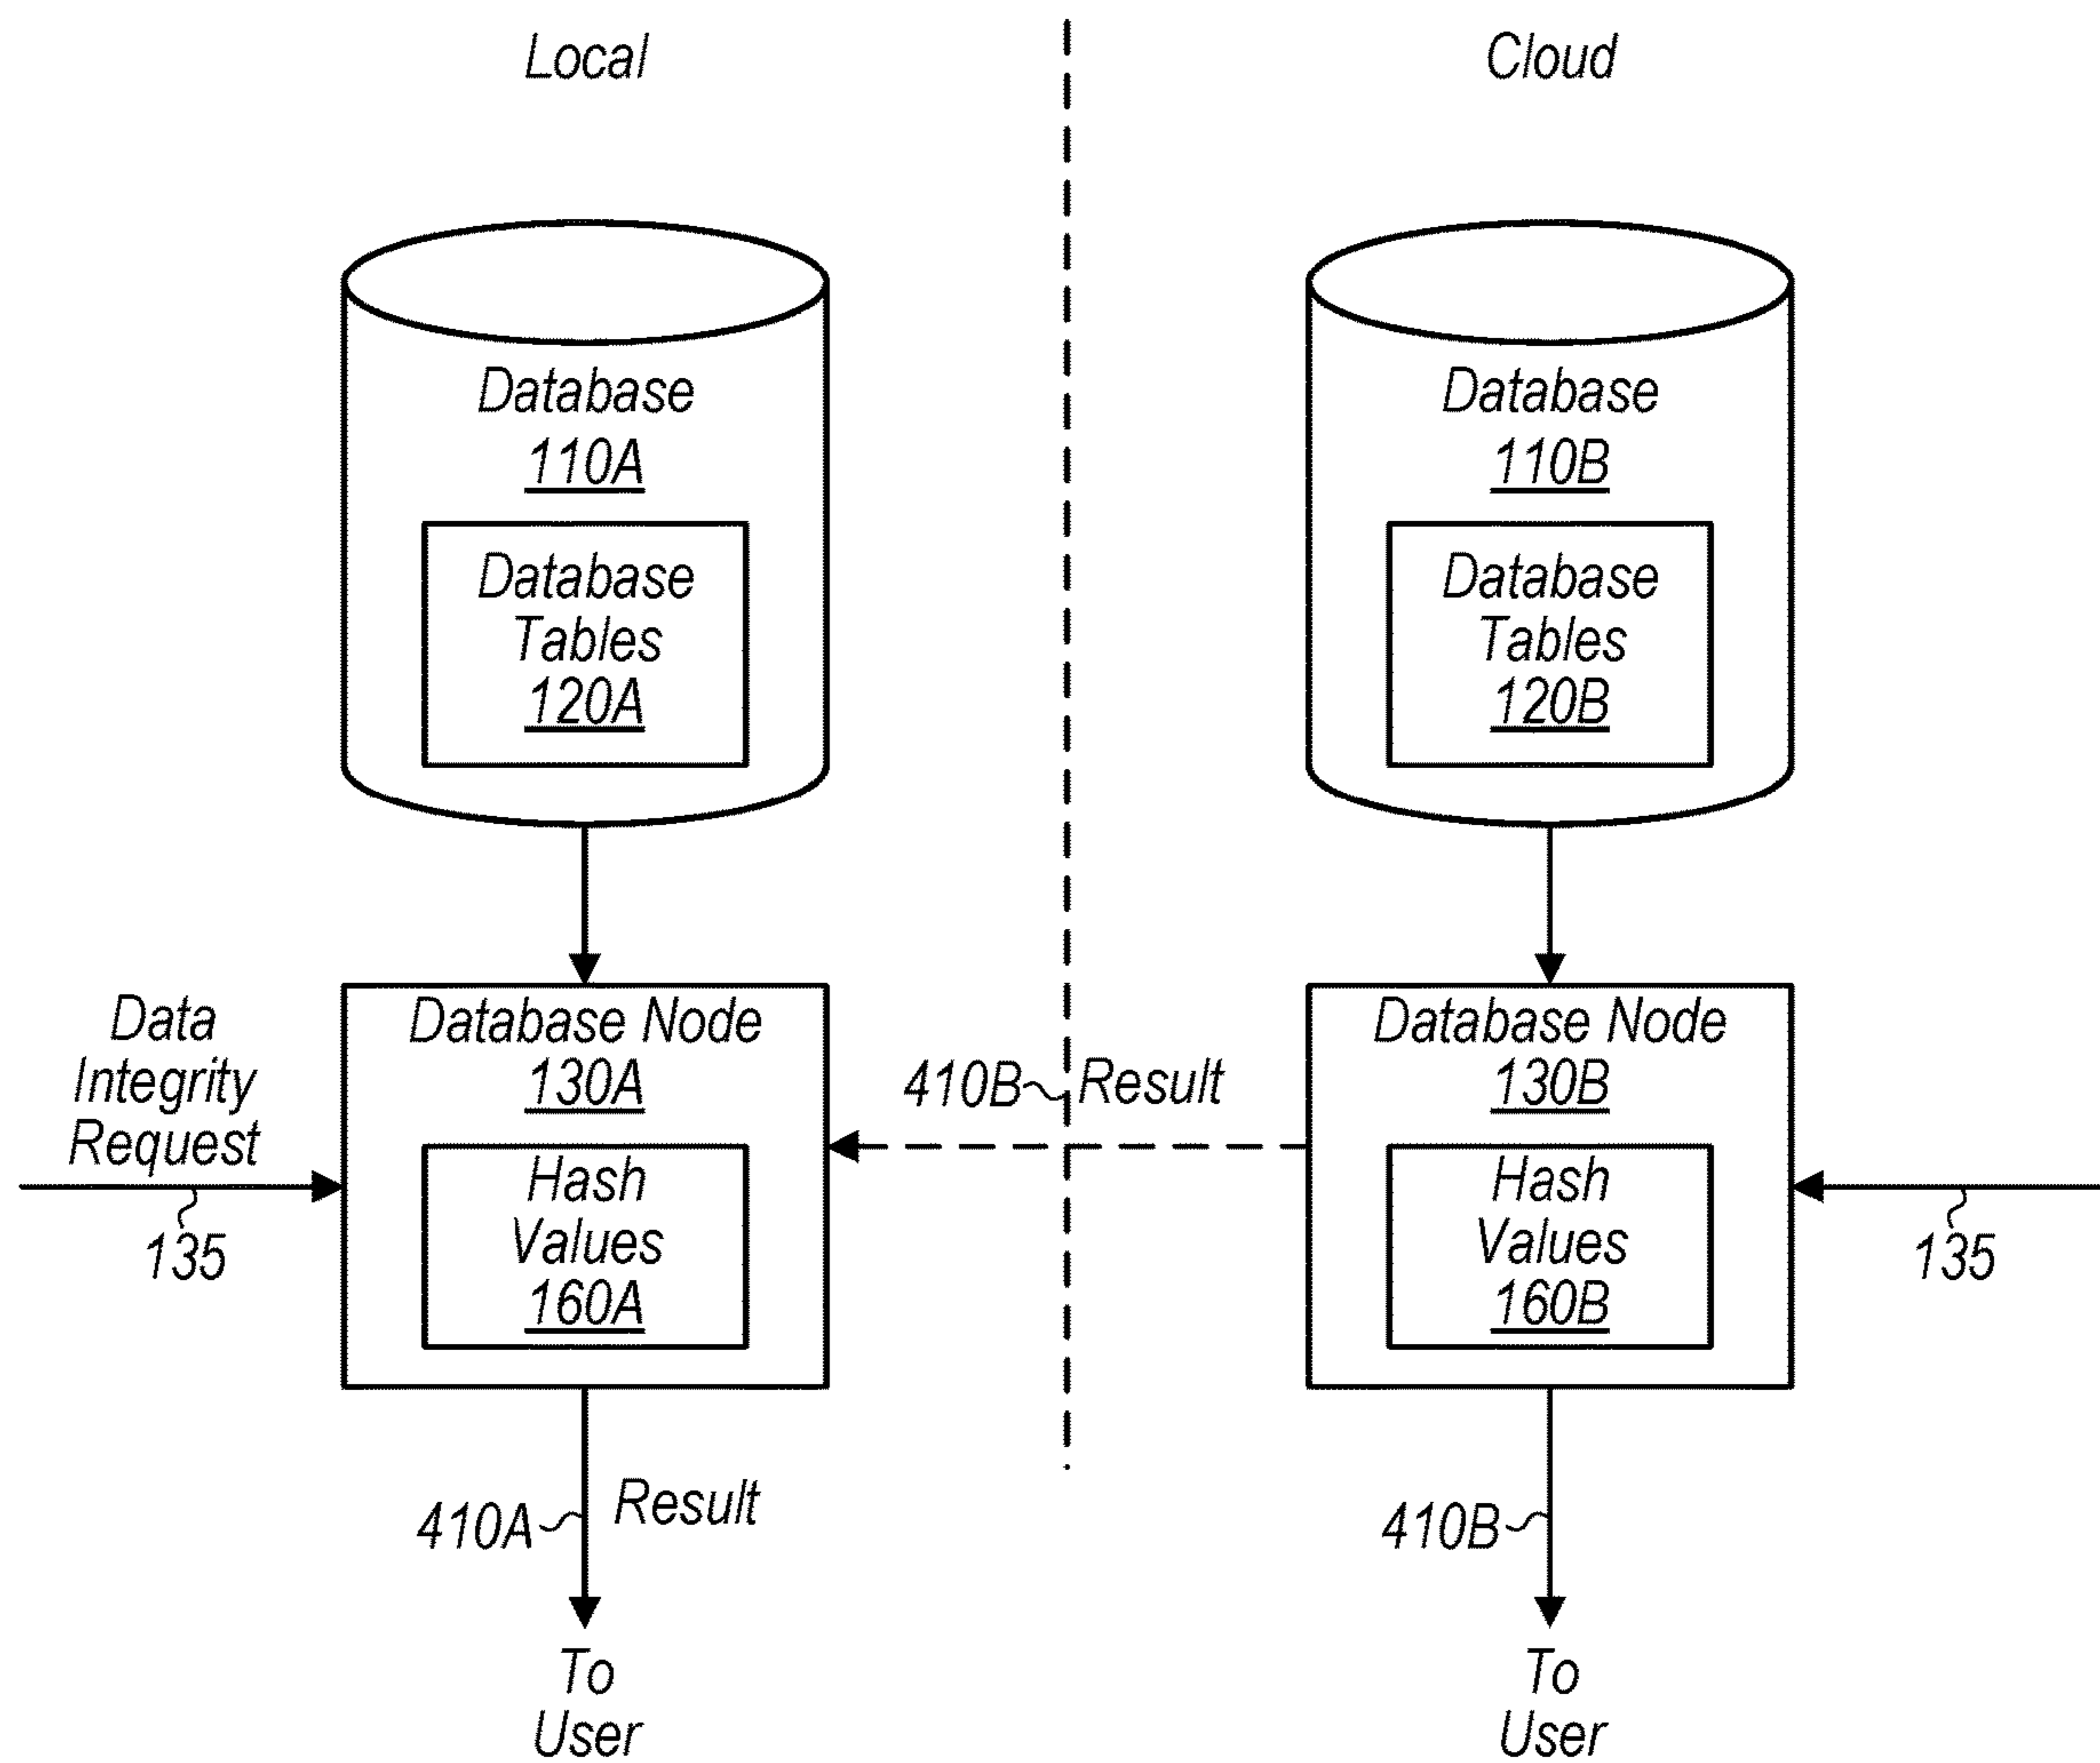 Local
Cloud
Database
110A
Database
Tables
120A
Database
110B
Database
Tables
120B
Data
Integrity
Request
135
Database Node
130A
Hash
Values
160A
410B
Result
Database Node
130B
Hash
Values
160B
135
410A
Result
To
User
410B
To
User